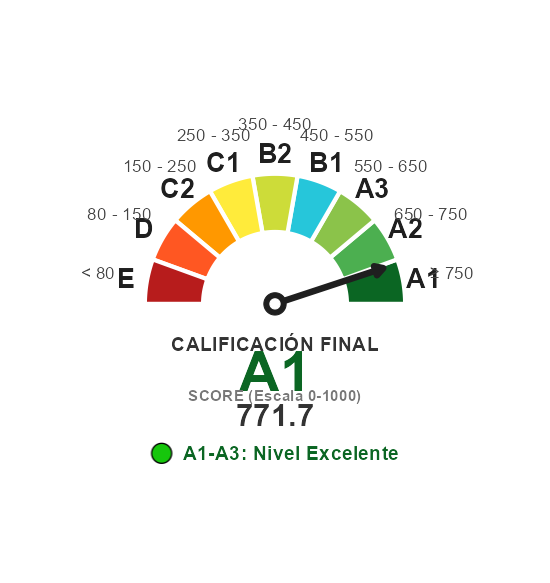 350 - 450
250 - 350
450 - 550
B2
C1
B1
150 - 250
550 - 650
C2
A3
80 - 150
650 - 750
D
A2
< 80
E
A1
≥ 750
CALIFICACIÓN FINAL
A1
SCORE (Escala 0-1000)
771.7
A1-A3: Nivel Excelente